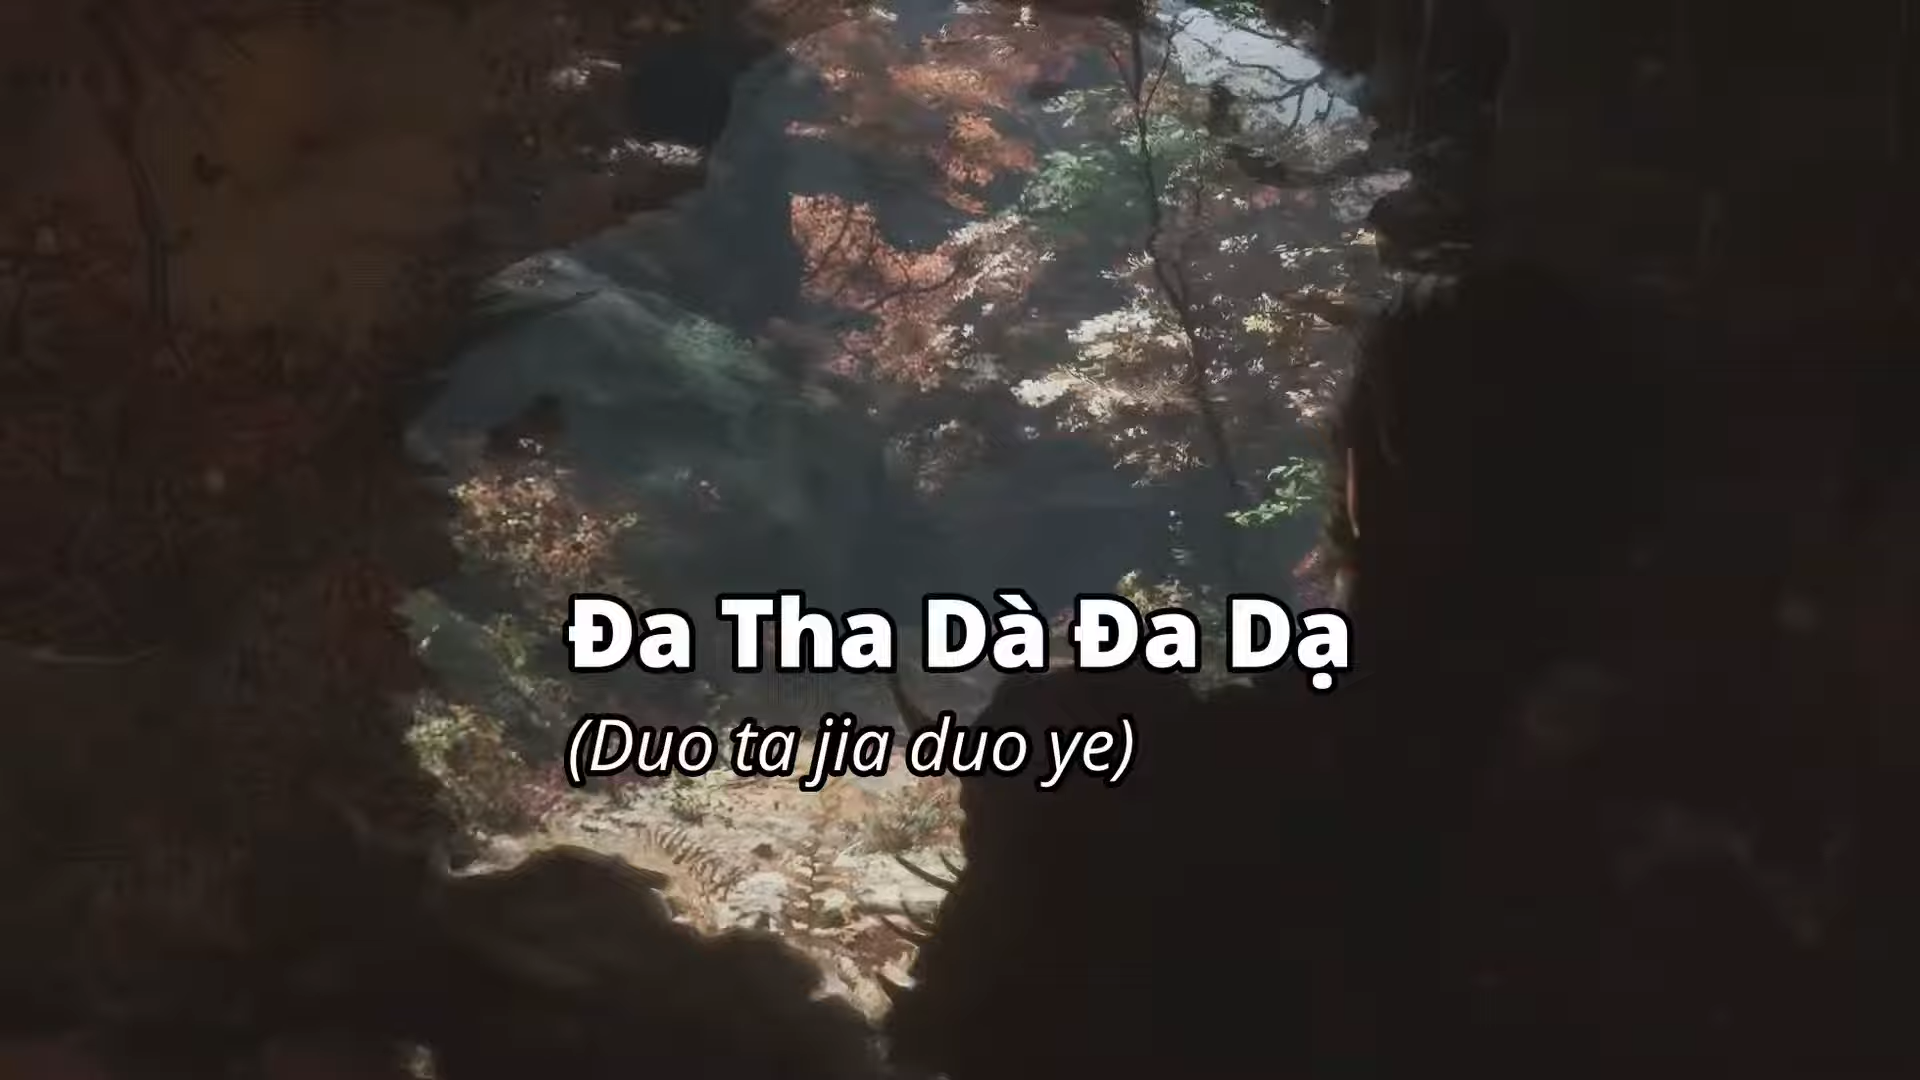 Đa Tha Dà Đa Dạ
(Duo ta jia duo ye)